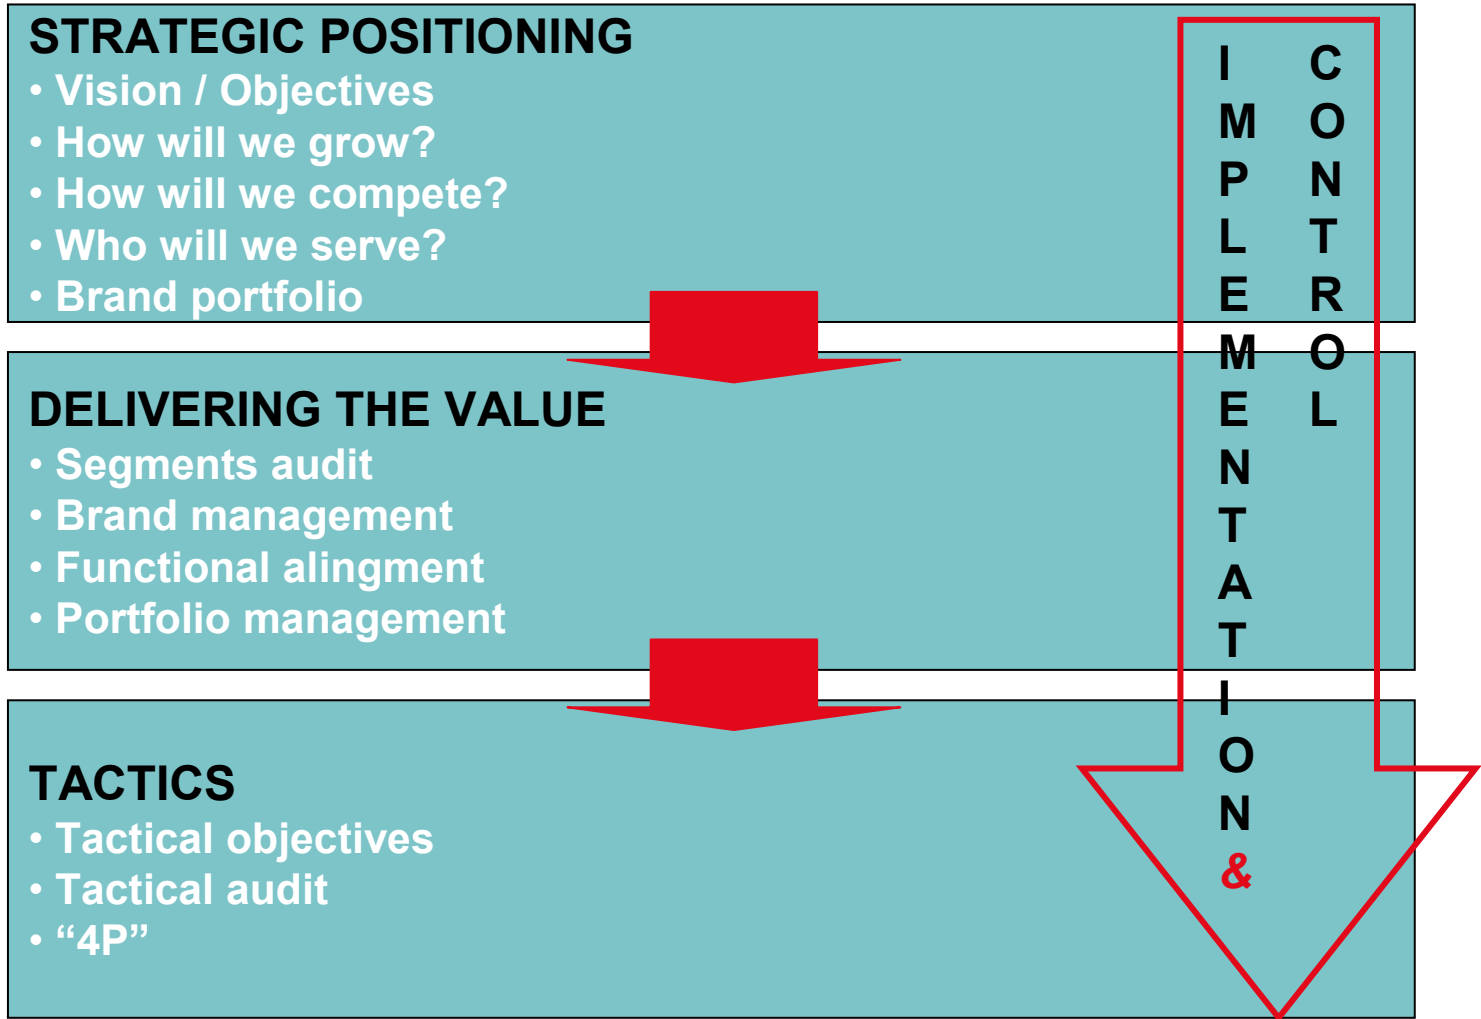 STRATEGIC POSITIONING
• Vision / Objectives
• How will we grow?
• How will we compete?
• Who will we serve?
• Brand portfolio
DELIVERING THE VALUE
• Segments audit
• Brand management
• Functional alingment
• Portfolio management
TACTICS
• Tactical objectives
• Tactical audit
• “4P”
IMPLEMENTATION&
CONTROL